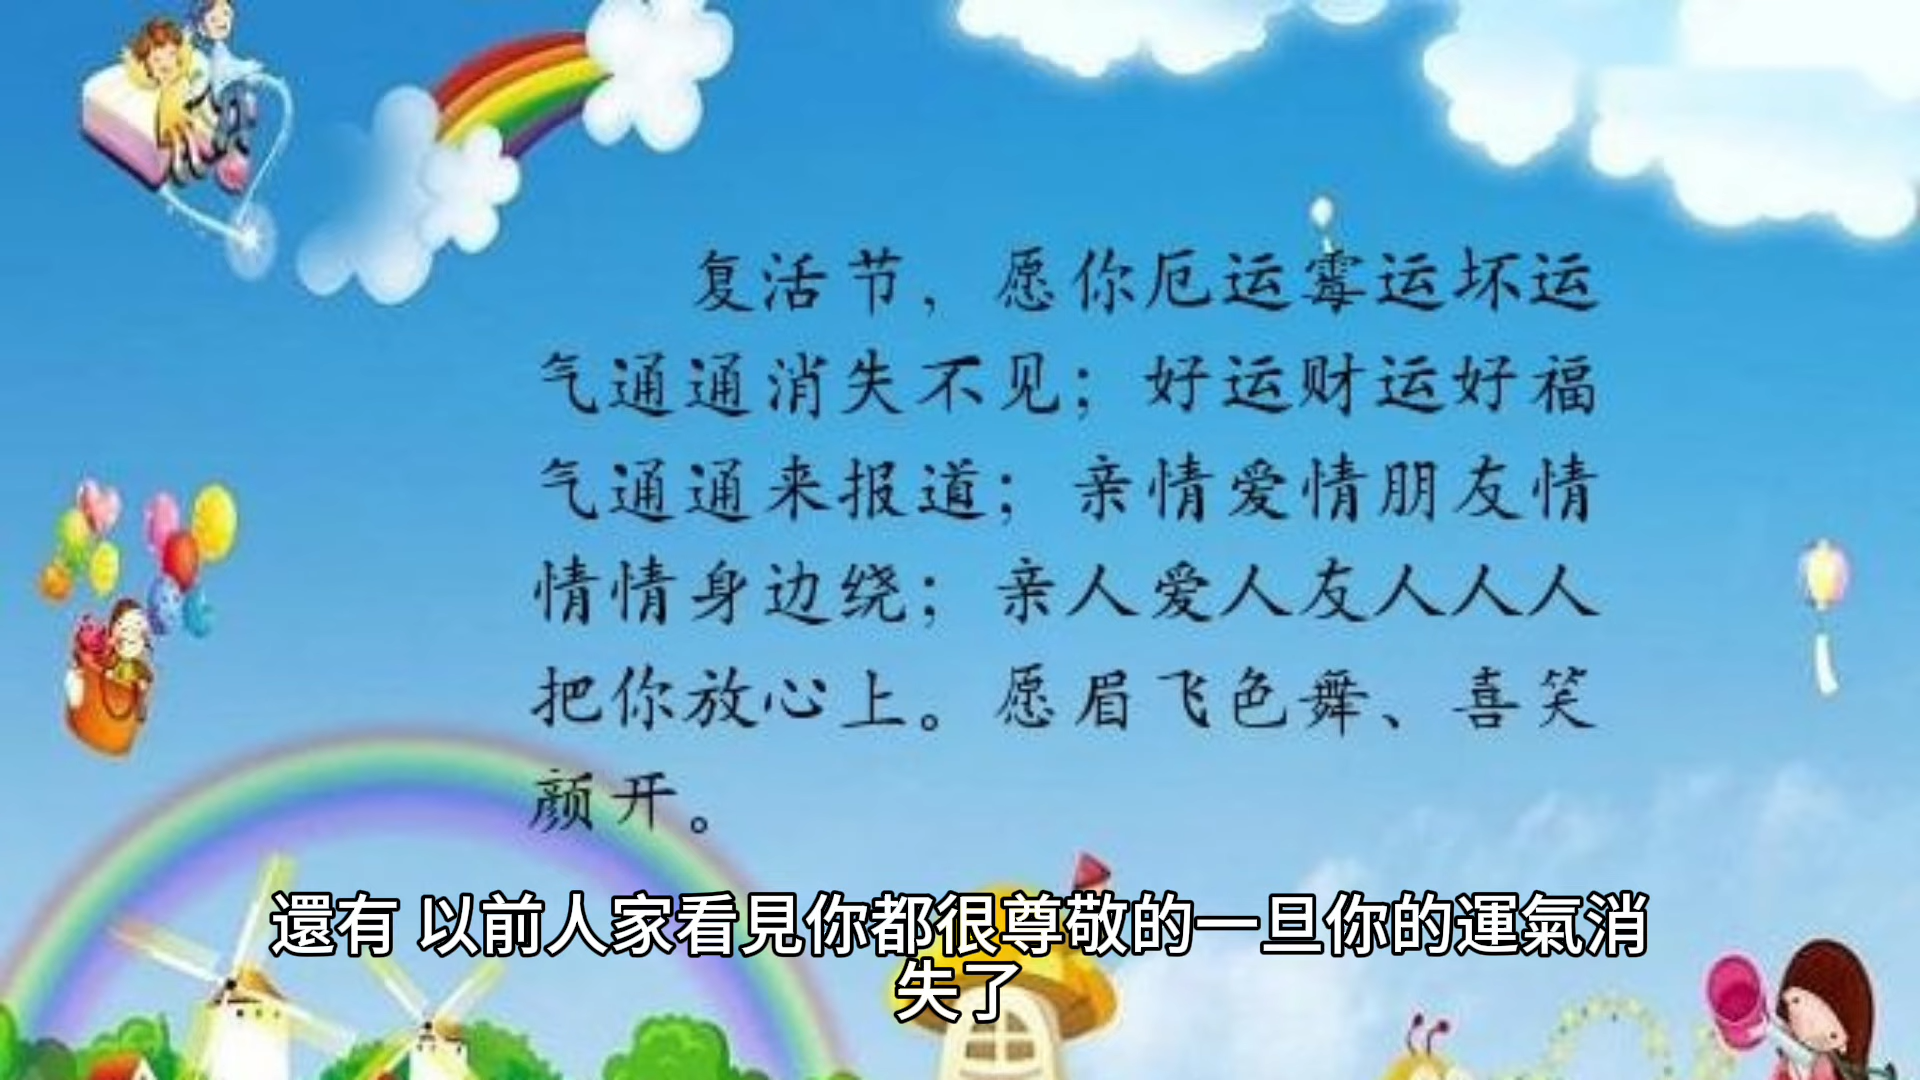 复活节，愿你厄运霉运坏运
气通通消失不见；好运财运好福
气通通来报道；亲情爱情朋友情
情情身边绕；亲人爱人友人人人
把你放心上。愿眉飞色舞、喜笑
颜开。
還有 以前人家看見你都很尊敬的一旦你的運氣消
失了